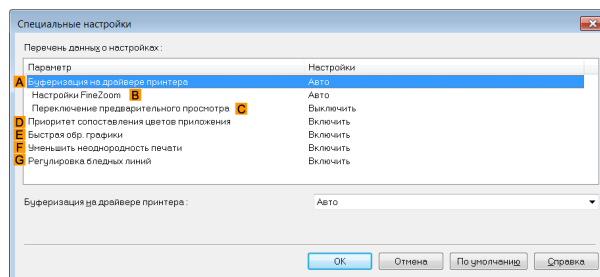 Специальные настройки
Перечень данных о настройках:
Параметр Настройки
A Буферизация на драйвере принтера Авто
Настройки FineZoom B Авто
Переключение предварительного просмотра C Выключить
D Приоритет сопоставления цветов приложения Включить
E Быстрая обр. графики Включить
F Уменьшить неоднородность печати Включить
G Регулировка бледных линий Включить
Буферизация на драйвере принтера: Авто
OK Отмена По умолчанию Справка